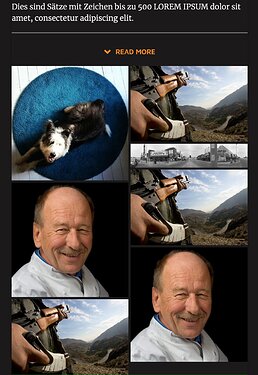 Dies sind Sätze mit Zeichen bis zu 500 LOREM IPSUM dolor sit
amet, consectetur adipiscing elit.
READ MORE